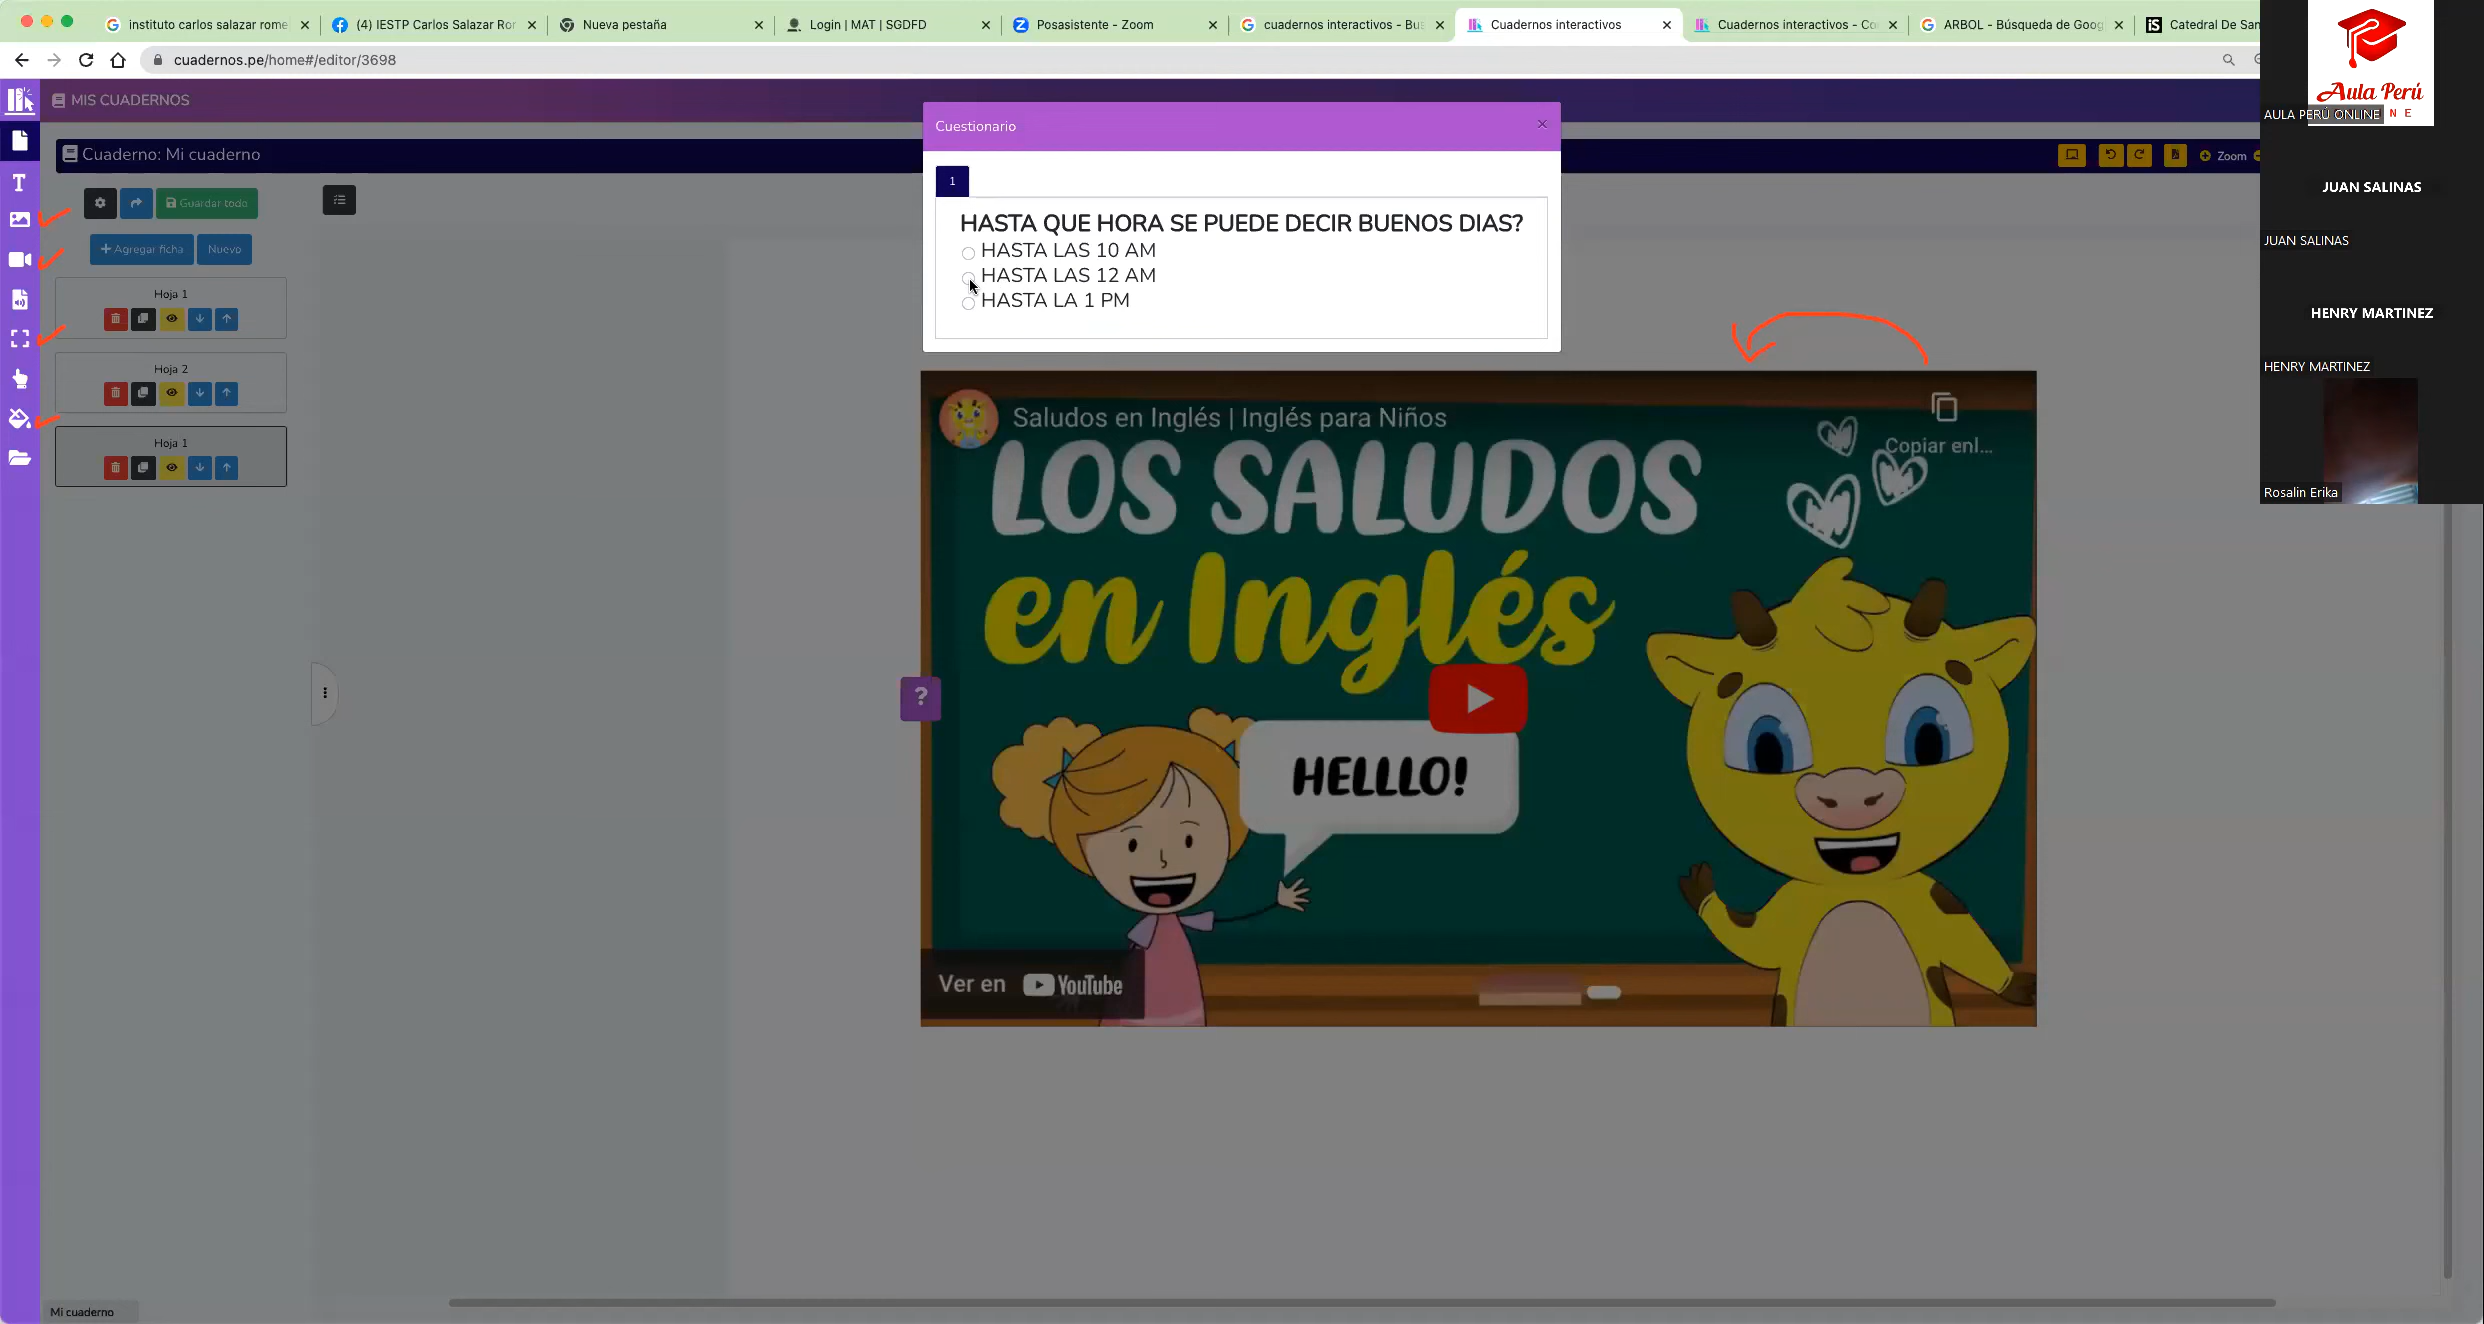 instituto carlos salazar rome
(4) IESTP Carlos Salazar Ror
Nueva pestaña
Login | MAT | SGDFD
Posasistente - Zoom
cuadernos interactivos - Bu
Cuadernos interactivos
Cuadernos interactivos - Co
ARBOL - Búsqueda de Goog
Catedral De San
cuadernos.pe/home#/editor/3698
MIS CUADERNOS
Cuaderno: Mi cuaderno
Zoom
Guardar todo
Agregar ficha
Nuevo
Hoja 1
Hoja 2
Hoja 1
Cuestionario
1
HASTA QUE HORA SE PUEDE DECIR BUENOS DIAS?
HASTA LAS 10 AM
HASTA LAS 12 AM
HASTA LA 1 PM
Saludos en Inglés | Inglés para Niños
Copiar enl...
LOS SALUDOS
en Inglés
?
HELLLO!
Ver en YouTube
Mi cuaderno
Aula Perú
N E
AULA PERÚ ONLINE
JUAN SALINAS
JUAN SALINAS
HENRY MARTINEZ
HENRY MARTINEZ
Rosalin Erika